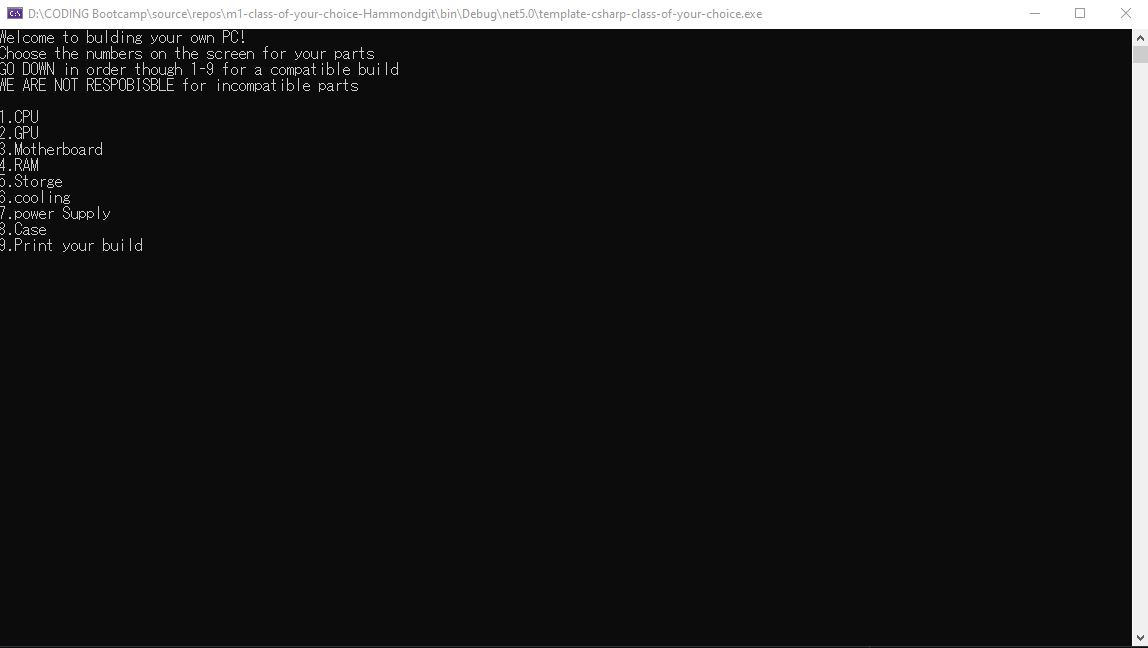 D:\CODING Bootcamp\source\repos\m1-class-of-your-choice-Hammondgit\bin\Debug\net5.0\template-csharp-class-of-your-choice.exe
Welcome to bulding your own PC!
Choose the numbers on the screen for your parts
GO DOWN in order though 1-9 for a compatible build
WE ARE NOT RESPOBISBLE for incompatible parts
1.CPU
2.GPU
3.Motherboard
4.RAM
5.Storge
6.cooling
7.power Supply
8.Case
9.Print your build